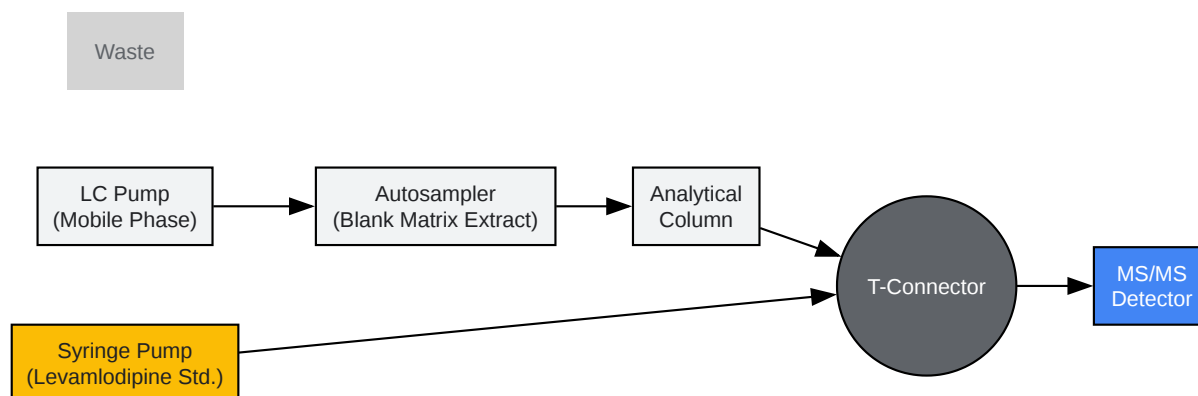 Waste
LC Pump
(Mobile Phase)
Autosampler
(Blank Matrix Extract)
Analytical
Column
T-Connector
MS/MS
Detector
Syringe Pump
(Levamlodipine Std.)